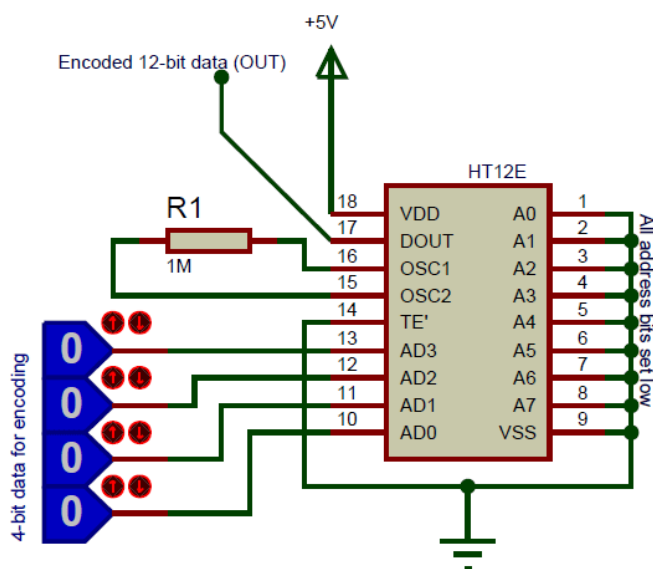 +5V
Encoded 12-bit data (OUT)
HT12E
R1
1M
18 VDD A0 1
17 DOUT A1 2
16 OSC1 A2 3
15 OSC2 A3 4
14 TE' A4 5
13 AD3 A5 6
12 AD2 A6 7
11 AD1 A7 8
10 AD0 VSS 9
All address bits set low
4-bit data for encoding
0
0
0
0